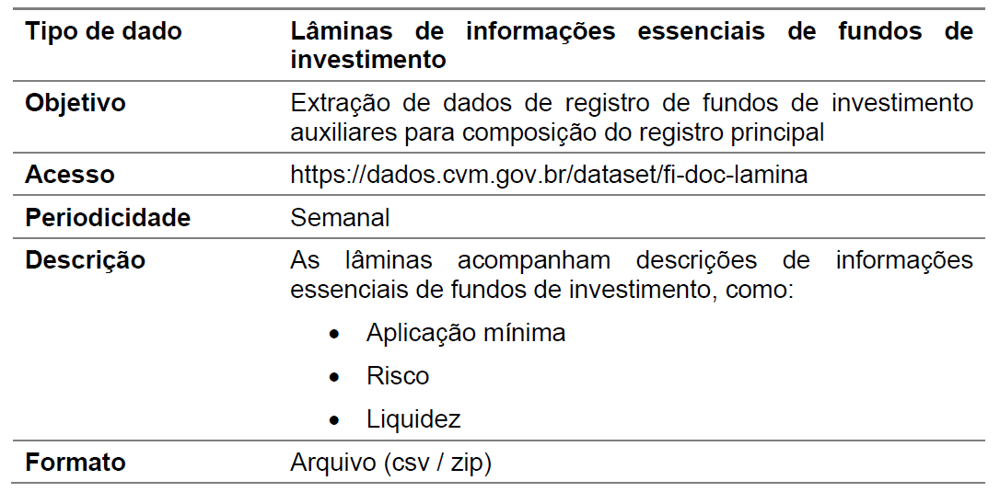 Tipo de dado Lâminas de informações essenciais de fundos de
investimento
Objetivo Extração de dados de registro de fundos de investimento
auxiliares para composição do registro principal
Acesso https://dados.cvm.gov.br/dataset/fi-doc-lamina
Periodicidade Semanal
Descrição As lâminas acompanham descrições de informações
essenciais de fundos de investimento, como:
• Aplicação mínima
• Risco
• Liquidez
Formato Arquivo (csv / zip)